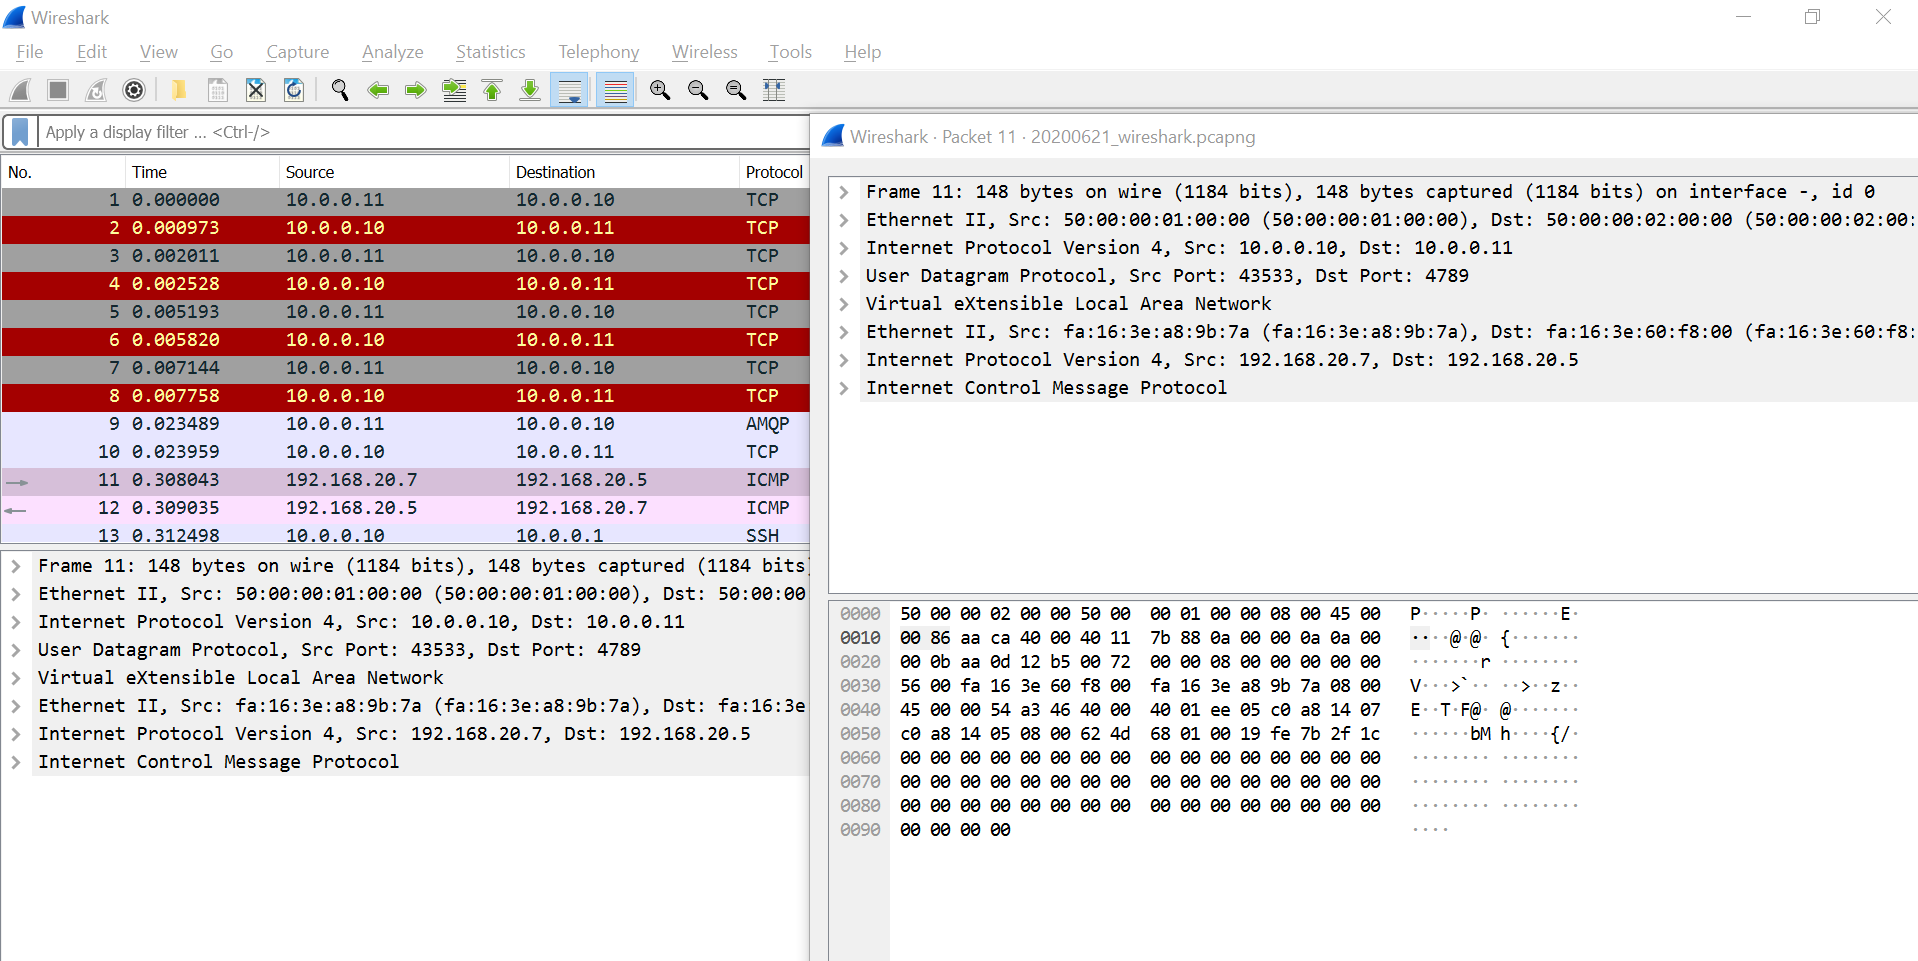 Wireshark
File Edit View Go Capture Analyze Statistics Telephony Wireless Tools Help
Apply a display filter ... <Ctrl-/>
No. Time Source Destination Protocol
1 0.000000 10.0.0.11 10.0.0.10 TCP
2 0.000973 10.0.0.10 10.0.0.11 TCP
3 0.002011 10.0.0.11 10.0.0.10 TCP
4 0.002528 10.0.0.10 10.0.0.11 TCP
5 0.005193 10.0.0.11 10.0.0.10 TCP
6 0.005820 10.0.0.10 10.0.0.11 TCP
7 0.007144 10.0.0.11 10.0.0.10 TCP
8 0.007758 10.0.0.10 10.0.0.11 TCP
9 0.023489 10.0.0.11 10.0.0.10 AMQP
10 0.023959 10.0.0.10 10.0.0.11 TCP
11 0.308043 192.168.20.7 192.168.20.5 ICMP
12 0.309035 192.168.20.5 192.168.20.7 ICMP
13 0.312498 10.0.0.10 10.0.0.1 SSH
Frame 11: 148 bytes on wire (1184 bits), 148 bytes captured (1184 bits)
Ethernet II, Src: 50:00:00:01:00:00 (50:00:00:01:00:00), Dst: 50:00:00
Internet Protocol Version 4, Src: 10.0.0.10, Dst: 10.0.0.11
User Datagram Protocol, Src Port: 43533, Dst Port: 4789
Virtual eXtensible Local Area Network
Ethernet II, Src: fa:16:3e:a8:9b:7a (fa:16:3e:a8:9b:7a), Dst: fa:16:3e
Internet Protocol Version 4, Src: 192.168.20.7, Dst: 192.168.20.5
Internet Control Message Protocol
Wireshark · Packet 11 · 20200621_wireshark.pcapng
Frame 11: 148 bytes on wire (1184 bits), 148 bytes captured (1184 bits) on interface -, id 0
Ethernet II, Src: 50:00:00:01:00:00 (50:00:00:01:00:00), Dst: 50:00:00:02:00:00 (50:00:00:02:00:
Internet Protocol Version 4, Src: 10.0.0.10, Dst: 10.0.0.11
User Datagram Protocol, Src Port: 43533, Dst Port: 4789
Virtual eXtensible Local Area Network
Ethernet II, Src: fa:16:3e:a8:9b:7a (fa:16:3e:a8:9b:7a), Dst: fa:16:3e:60:f8:00 (fa:16:3e:60:f8:
Internet Protocol Version 4, Src: 192.168.20.7, Dst: 192.168.20.5
Internet Control Message Protocol
0000 50 00 00 02 00 00 50 00 00 01 00 00 08 00 45 00 P·····P· ······E·
0010 00 86 aa ca 40 00 40 11 7b 88 0a 00 00 0a 0a 00 ····@·@· {·······
0020 00 0b aa 0d 12 b5 00 72 00 00 08 00 00 00 00 00 ·······r ········
0030 56 00 fa 16 3e 60 f8 00 fa 16 3e a8 9b 7a 08 00 V···>`·· ··>··z··
0040 45 00 00 54 a3 46 40 00 40 01 ee 05 c0 a8 14 07 E··T·F@· @·······
0050 c0 a8 14 05 08 00 62 4d 68 01 00 19 fe 7b 2f 1c ······bM h····{/·
0060 00 00 00 00 00 00 00 00 00 00 00 00 00 00 00 00 ········ ········
0070 00 00 00 00 00 00 00 00 00 00 00 00 00 00 00 00 ········ ········
0080 00 00 00 00 00 00 00 00 00 00 00 00 00 00 00 00 ········ ········
0090 00 00 00 00 ····